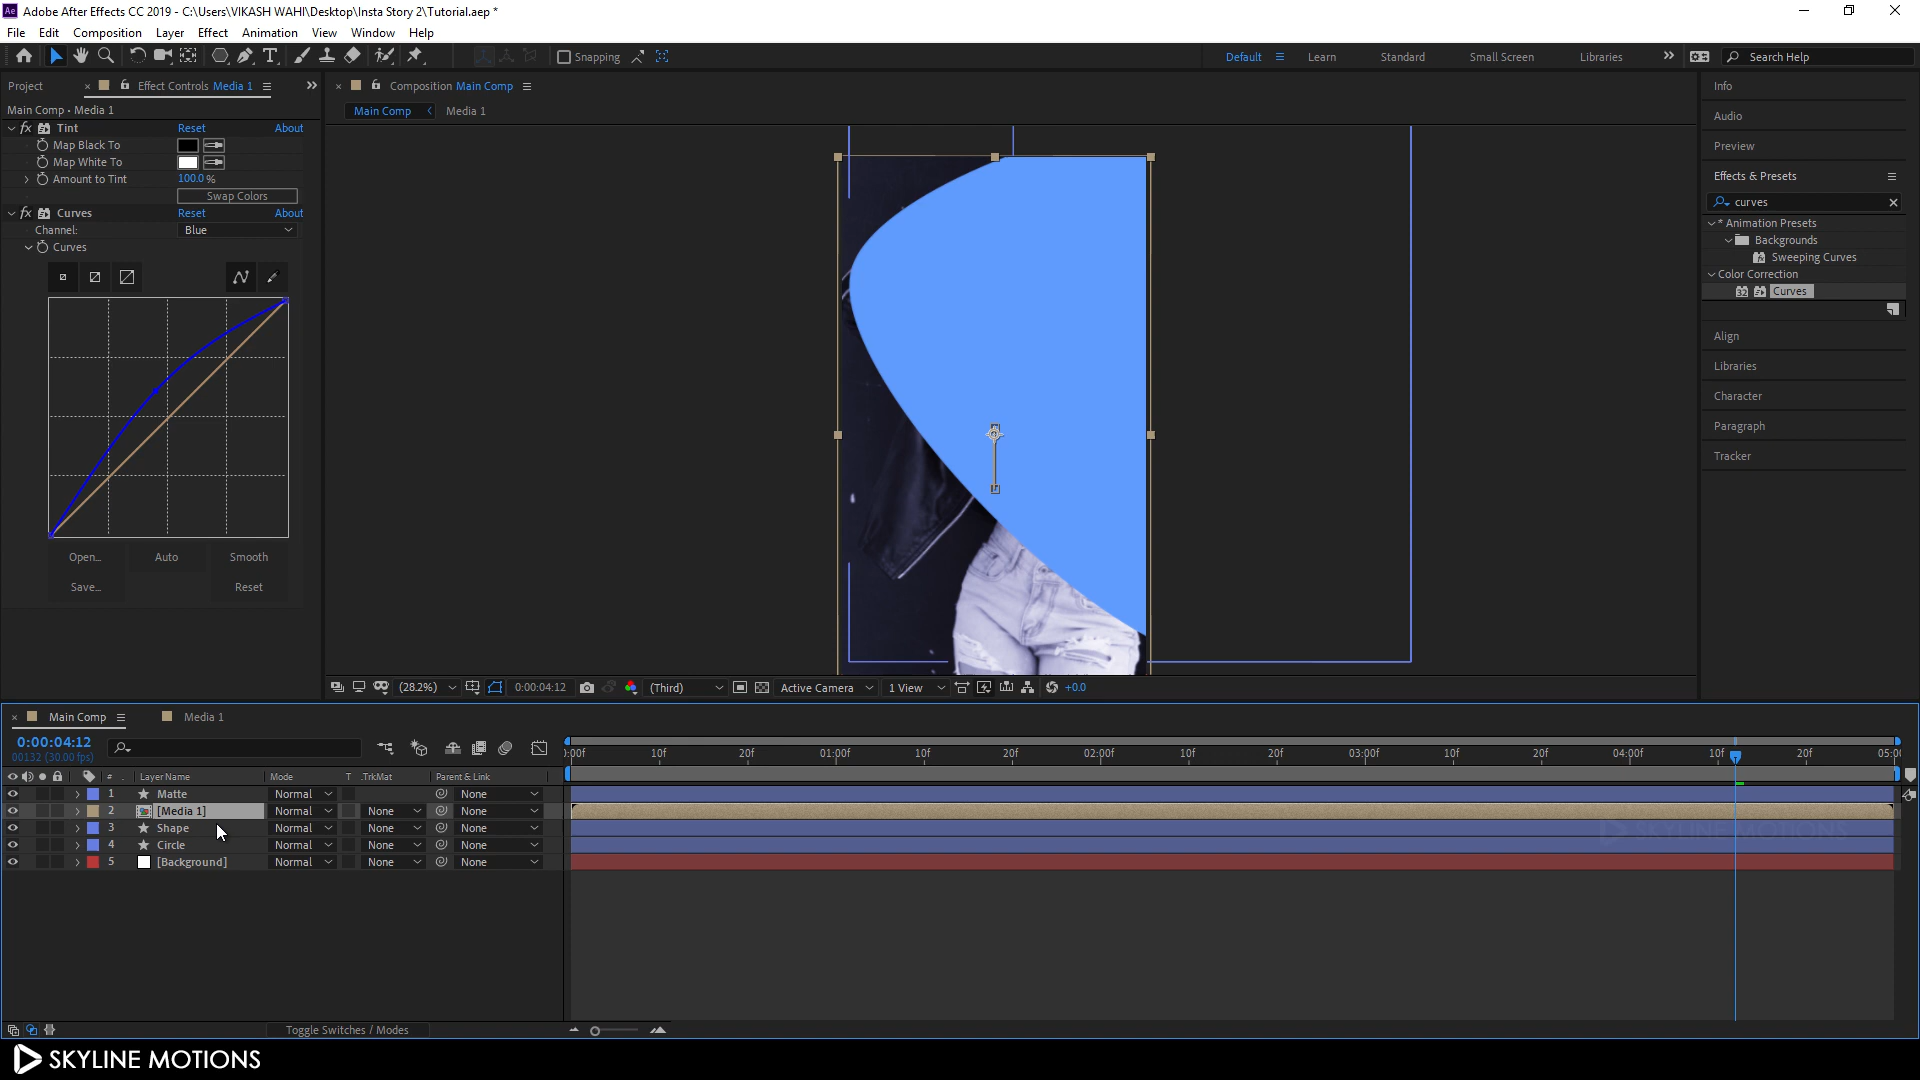 Ae Adobe After Effects CC 2019 - C:\Users\VIKASH WAHI\Desktop\Insta Story 2\Tutorial.aep *
File Edit Composition Layer Effect Animation View Window Help
Snapping Default Learn Standard Small Screen Libraries Search Help
Project Effect Controls Media 1
Main Comp • Media 1
fx Tint Reset About
Map Black To
Map White To
Amount to Tint 100.0 %
Swap Colors
fx Curves Reset About
Channel: Blue
Curves
Open... Auto Smooth
Save... Reset
Composition Main Comp
Main Comp Media 1
(28.2%) 0:00:04:12 (Third) Active Camera 1 View +0.0
Info
Audio
Preview
Effects & Presets
curves
* Animation Presets
Backgrounds
Sweeping Curves
Color Correction
32 Curves
Align
Libraries
Character
Paragraph
Tracker
Main Comp Media 1
0:00:04:12
00132 (30.00 fps)
# Layer Name Mode T .TrkMat Parent & Link
:00f 10f 20f 01:00f 10f 20f 02:00f 10f 20f 03:00f 10f 20f 04:00f 10f 20f 05:00
1 Matte Normal None
2 [Media 1] Normal None None
3 Shape Normal None None
4 Circle Normal None None
5 [Background] Normal None None
SKYLINE MOTIONS
Toggle Switches / Modes
SKYLINE MOTIONS